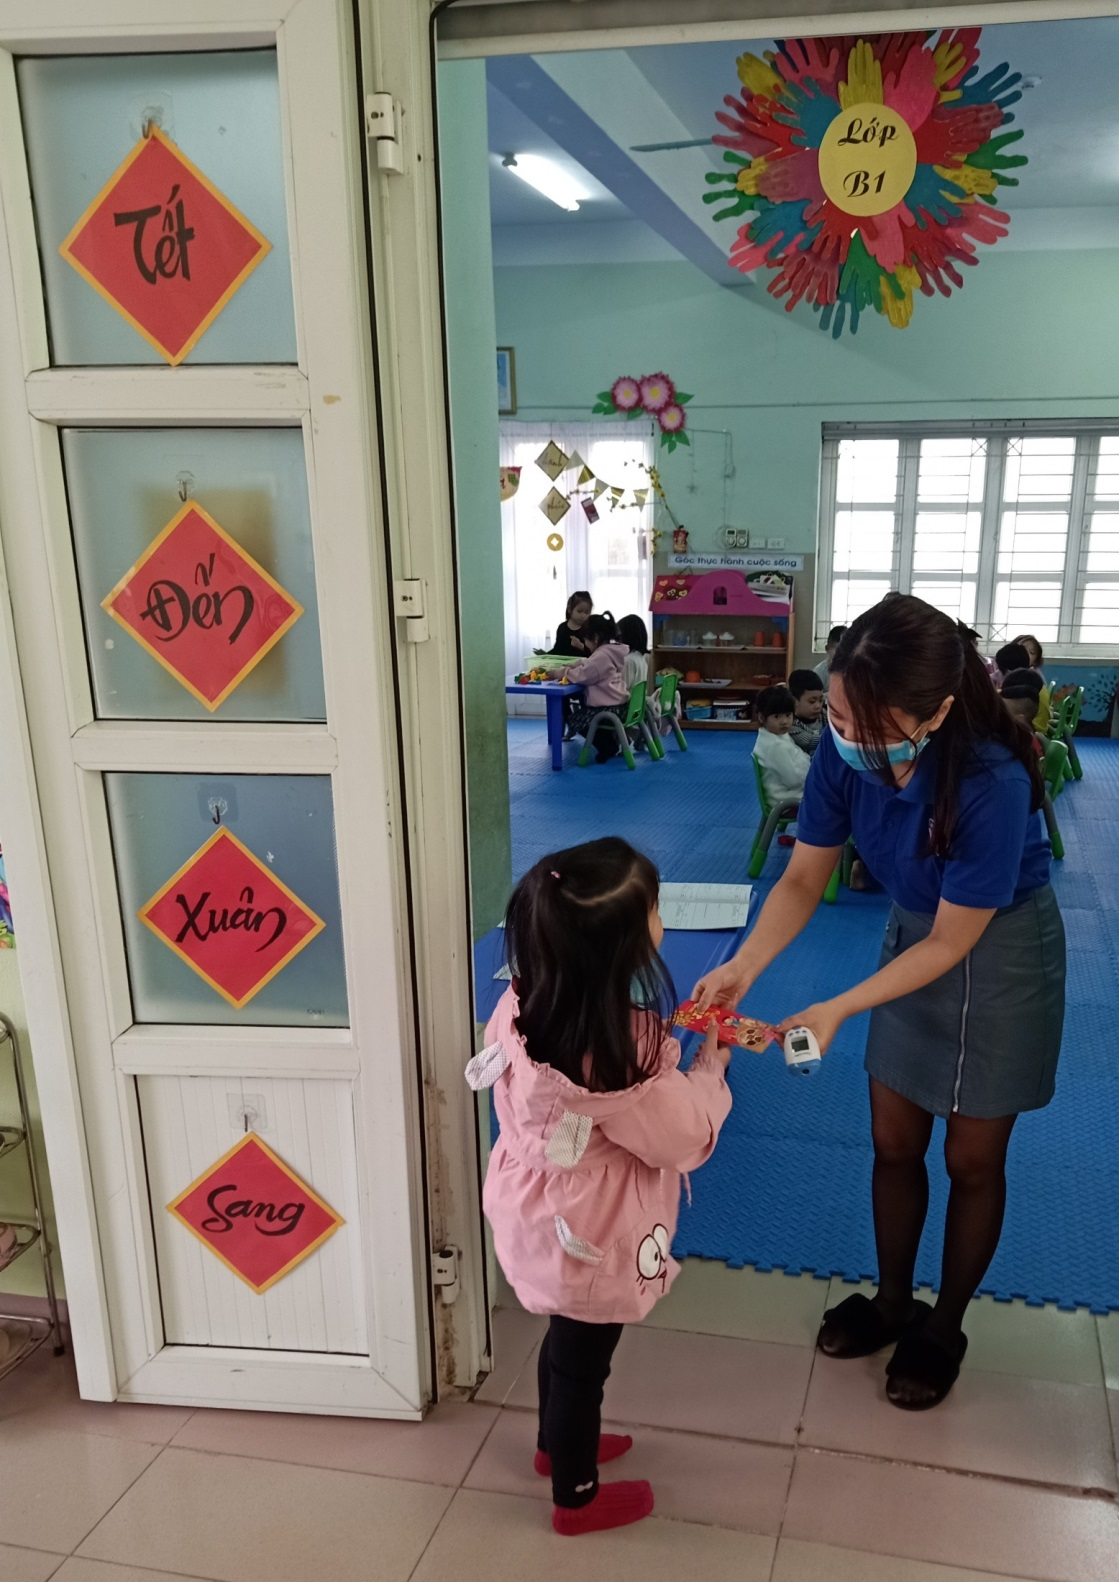 Tết
Đến
Xuân
Sang
Lớp
B1
Góc thực hành cuộc sống